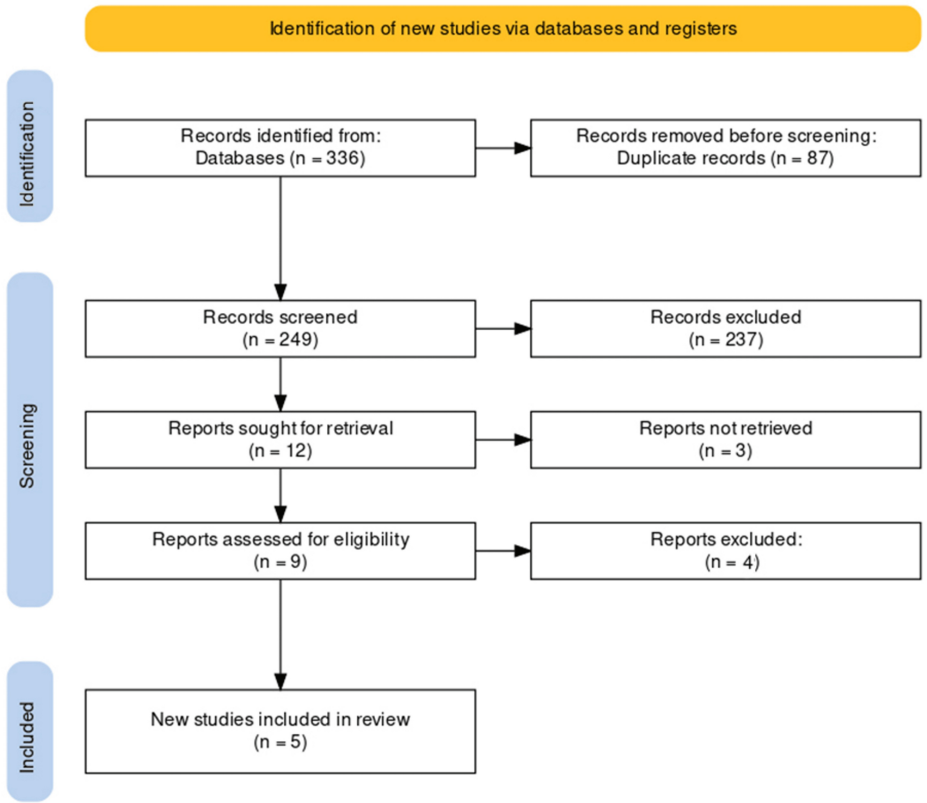 Identification of new studies via databases and registers
Identification
Records identified from:
Databases (n = 336)
Records removed before screening:
Duplicate records (n = 87)
Screening
Records screened
(n = 249)
Records excluded
(n = 237)
Reports sought for retrieval
(n = 12)
Reports not retrieved
(n = 3)
Reports assessed for eligibility
(n = 9)
Reports excluded:
(n = 4)
Included
New studies included in review
(n = 5)